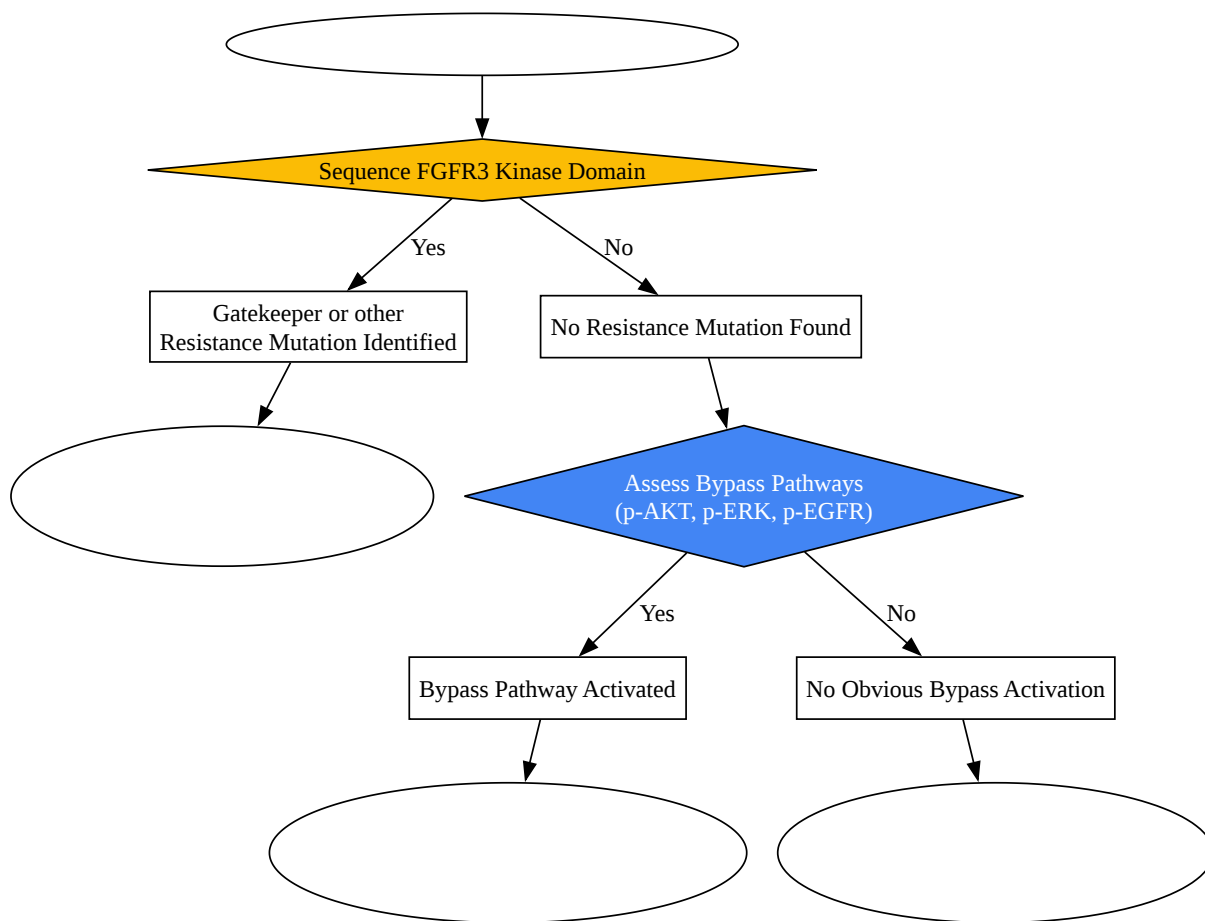 Sequence FGFR3 Kinase Domain
Yes
No
Gatekeeper or other
Resistance Mutation Identified
No Resistance Mutation Found
Assess Bypass Pathways
(p-AKT, p-ERK, p-EGFR)
Yes
No
Bypass Pathway Activated
No Obvious Bypass Activation